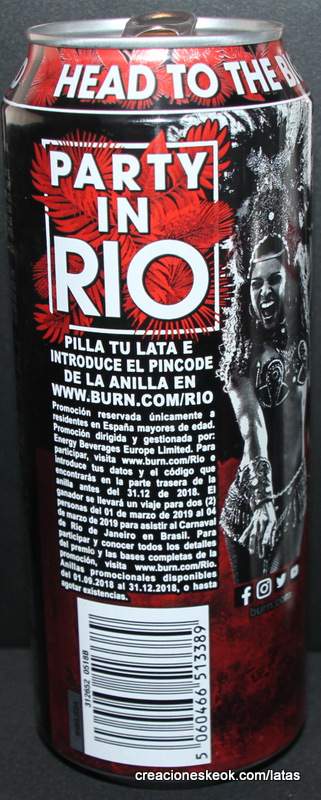 HEAD TO THE
PARTY
IN
RIO
PILLA TU LATA E
INTRODUCE EL PINCODE
DE LA ANILLA EN
WWW.BURN.COM/RIO
Promoción reservada únicamente a
residentes en España mayores de edad.
Promoción dirigida y gestionada por:
Energy Beverages Europe Limited. Para
participar, visita www.burn.com/Rio e
introduce tus datos y el código que
encontrarás en la parte trasera de la
anilla antes del 31.12 de 2018. El
ganador se llevará un viaje para dos (2)
personas del 01 de marzo de 2019 al 04
de marzo de 2019 para asistir al Carnaval
de Río de Janeiro en Brasil. Para
participar y conocer todos los detalles
del premio y las bases completas de la
promoción, visita www.burn.com/Rio.
Anillas promocionales disponibles
del 01.09.2018 al 31.12.2018, o hasta
agotar existencias.
burn.com
312652 0518B
5 060466 513389
creacioneskeok.com/latas